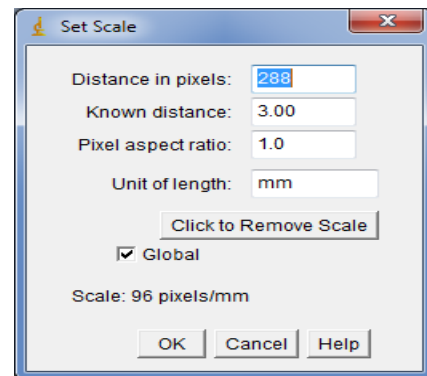 Set Scale
Distance in pixels: 288
Known distance: 3.00
Pixel aspect ratio: 1.0
Unit of length: mm
Click to Remove Scale
Global
Scale: 96 pixels/mm
OK Cancel Help